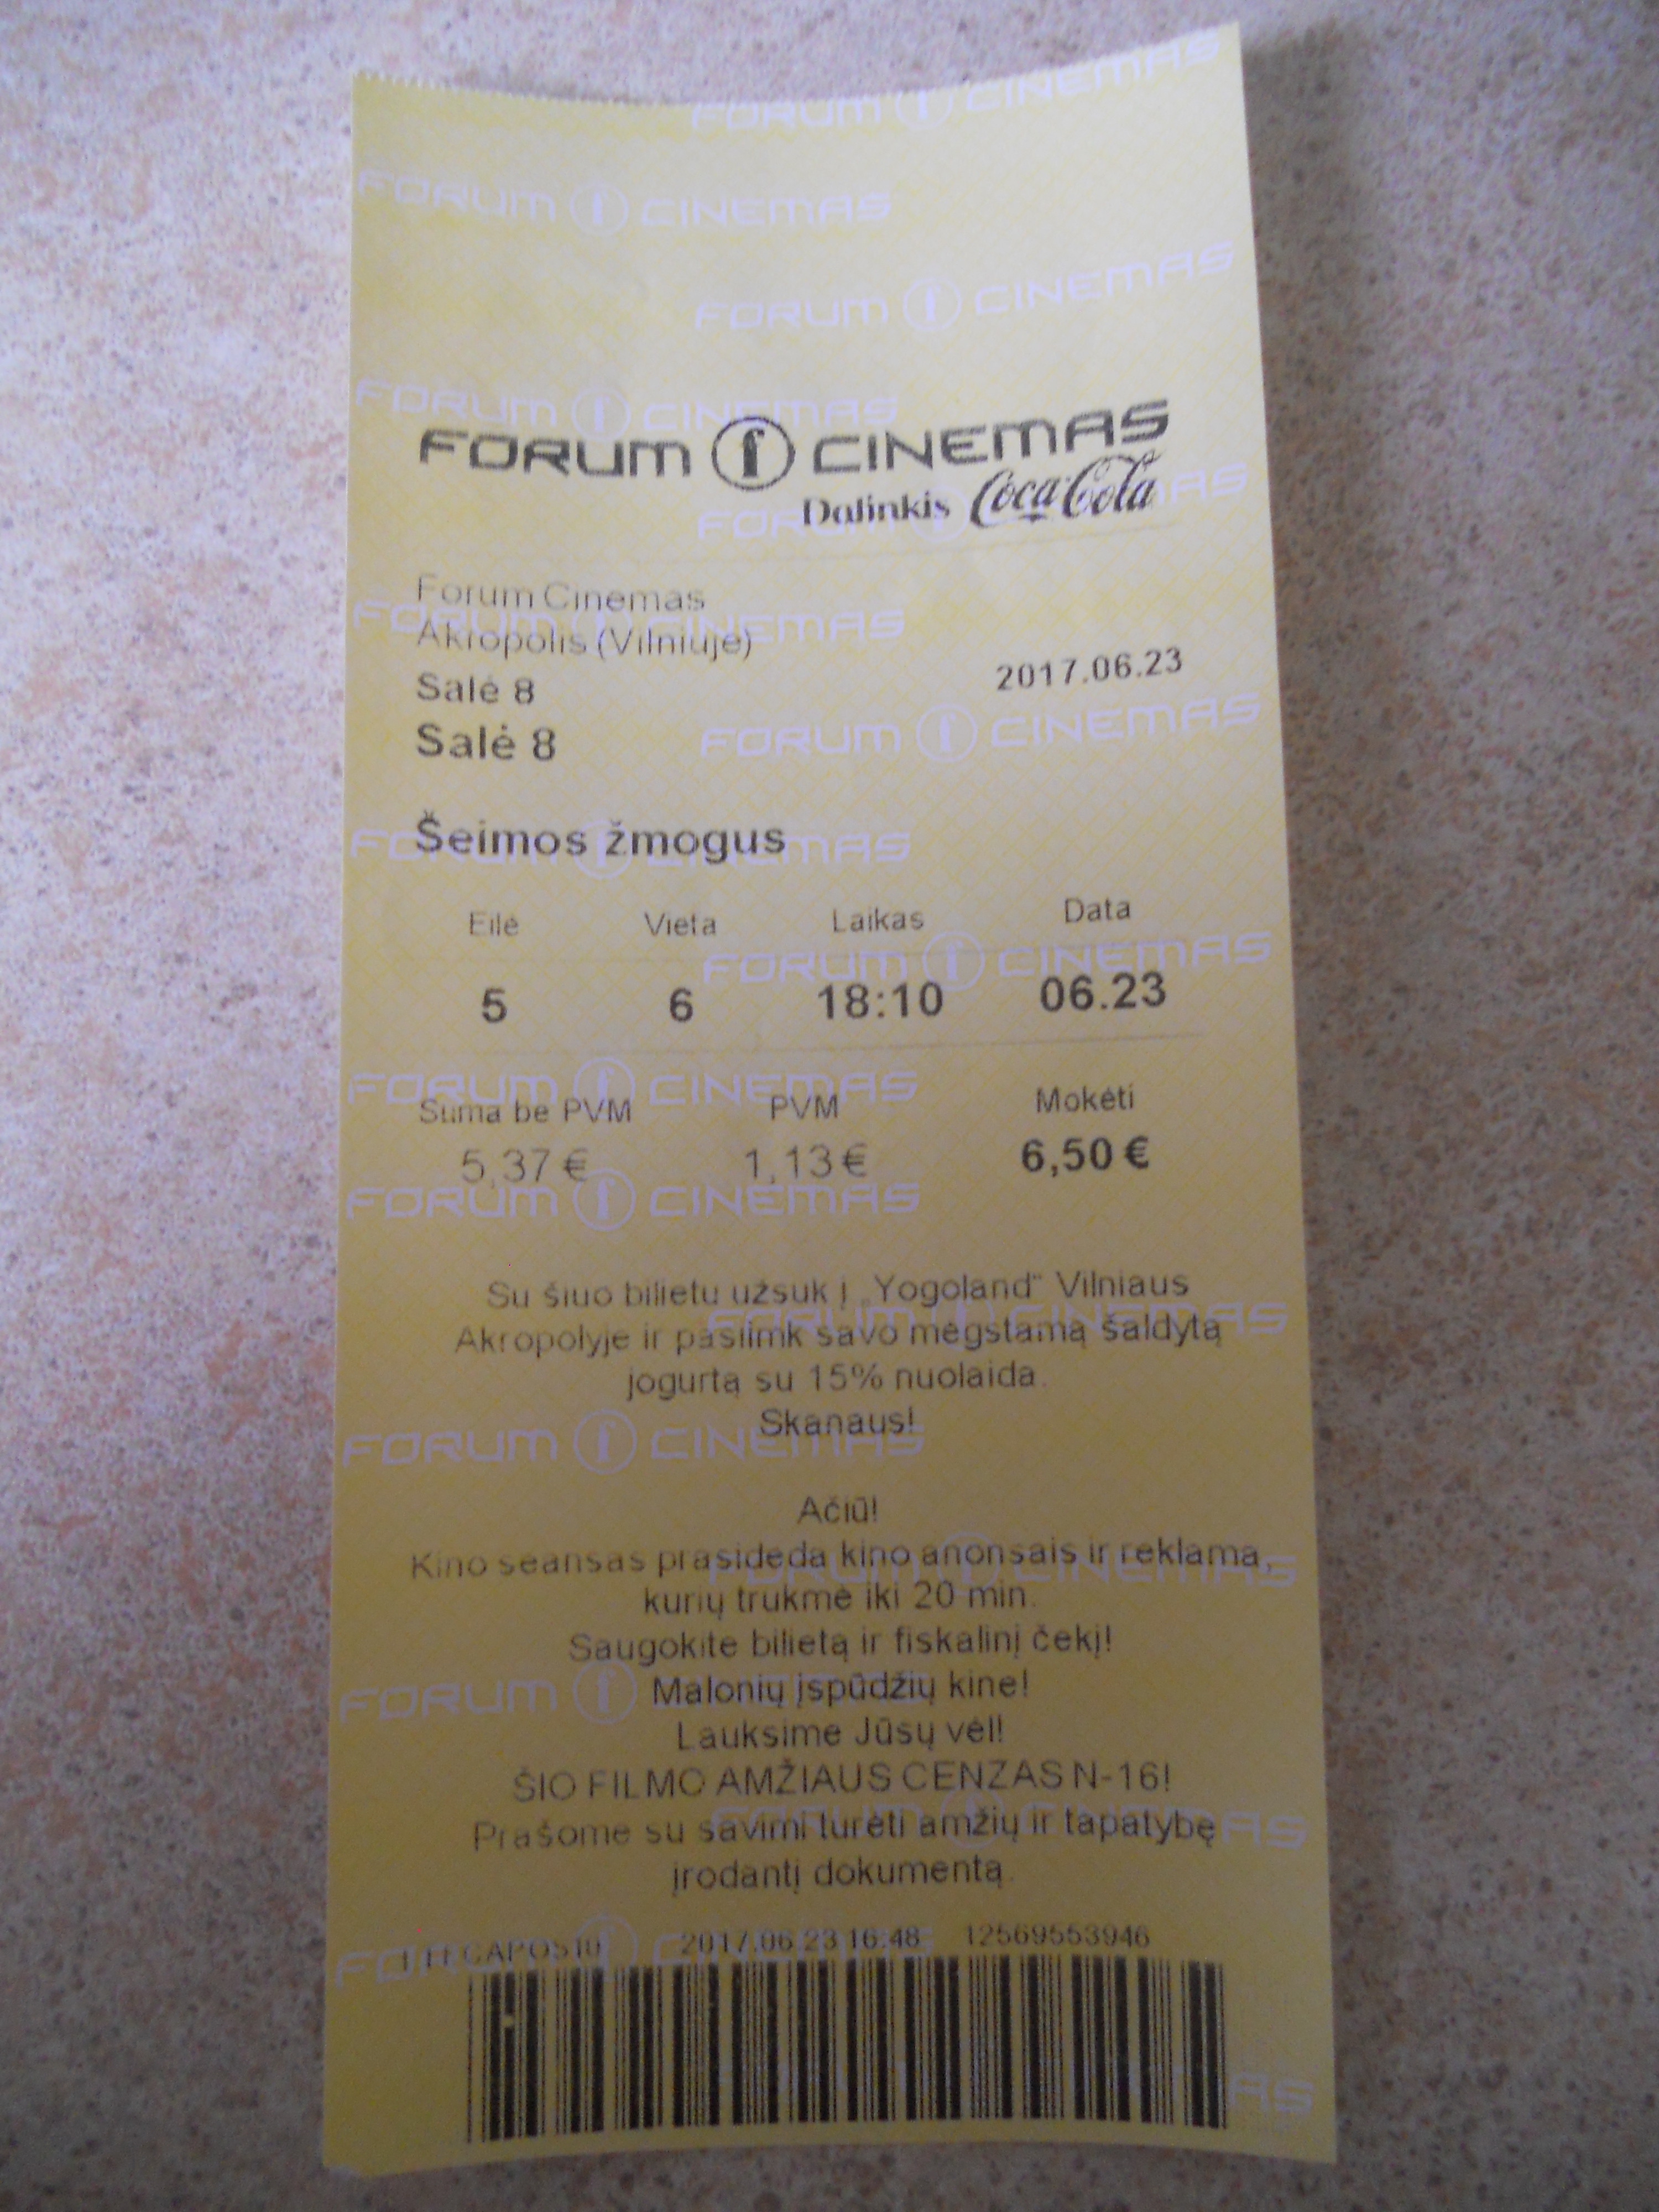 FORUM CINEMAS
Dalinkis Coca-Cola
Forum Cinemas
Akropolis (Vilniuje)
Salė 8
2017.06.23
Salė 8
Šeimos žmogus
Eilė Vieta Laikas Data
5 6 18:10 06.23
Suma be PVM PVM Mokėti
5,37 € 1,13 € 6,50 €
Su šiuo bilietu užsuk į „Yogoland“ Vilniaus
Akropolyje ir pasiimk savo mėgstamą šaldytą
jogurtą su 15% nuolaida.
Skanaus!
Ačiū!
Kino seansas prasideda kino anonsais ir reklama,
kurių trukmė iki 20 min.
Saugokite bilietą ir fiskalinį čekį!
Malonių įspūdžių kine!
Lauksime Jūsų vėl!
ŠIO FILMO AMŽIAUS CENZAS N-16!
Prašome su savimi turėti amžių ir tapatybę
įrodantį dokumentą.
2017.06.23 16:48 12569553946